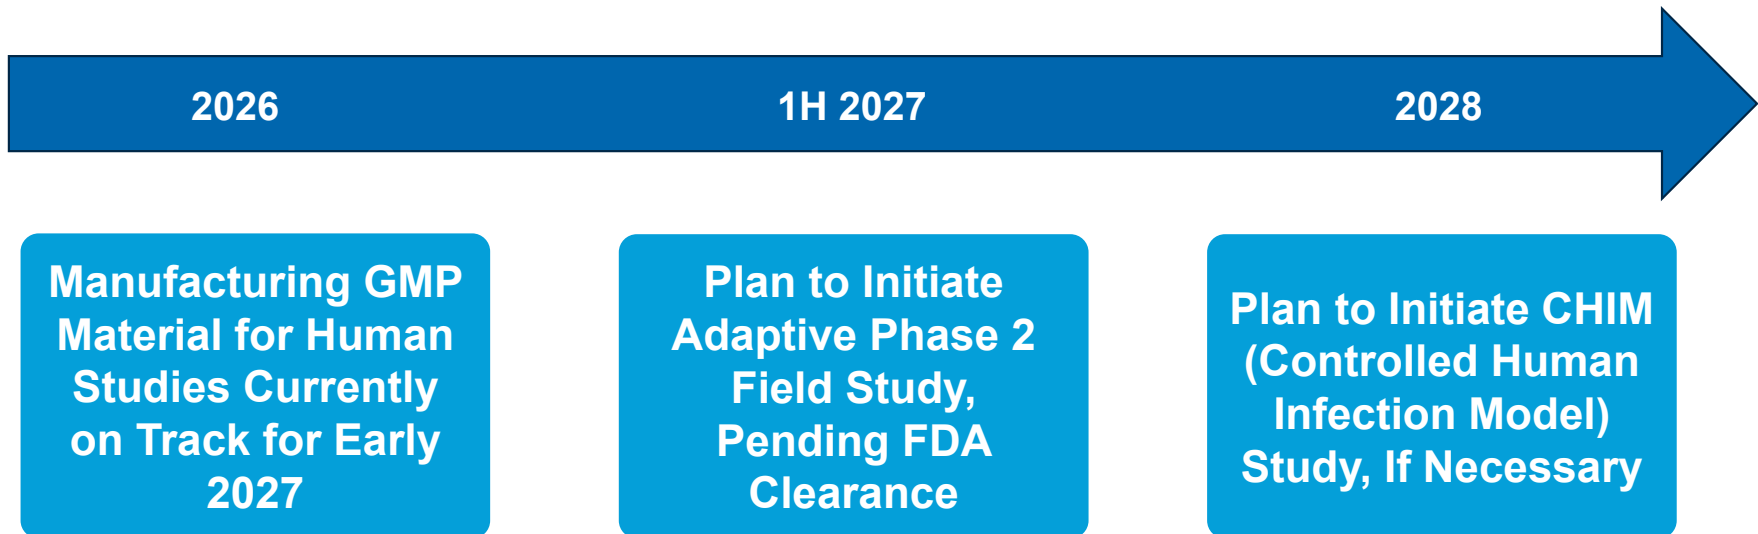 2026
1H 2027
2028
Manufacturing GMP
Material for Human
Studies Currently
on Track for Early
2027
Plan to Initiate
Adaptive Phase 2
Field Study,
Pending FDA
Clearance
Plan to Initiate CHIM
(Controlled Human
Infection Model)
Study, If Necessary